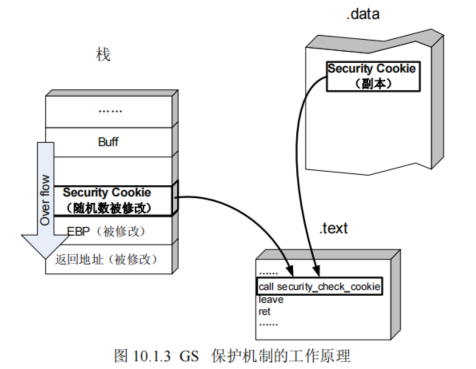 栈
……
Buff
Over flow
Security Cookie
（随机数被修改）
EBP（被修改）
返回地址（被修改）
.data
Security Cookie
（副本）
.text
……
call security_check_cookie
leave
ret
……
图 10.1.3 GS 保护机制的工作原理